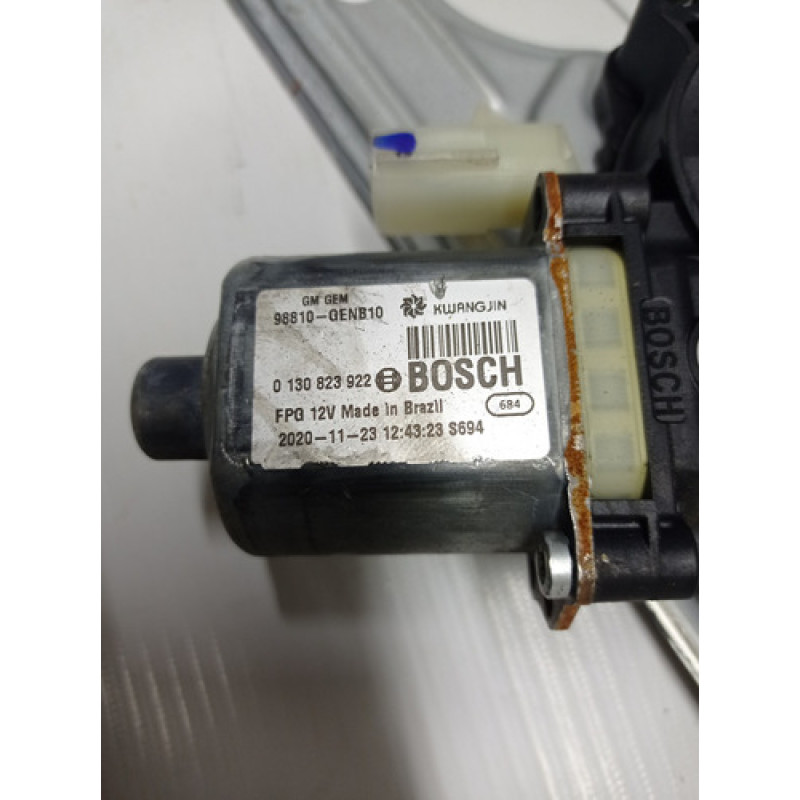 GM GEM
98810-GENB10
KWANGJIN
0 130 823 922 BOSCH
FPG 12V Made in Brazil
684
2020-11-23 12:43:23 S694
BOSCH